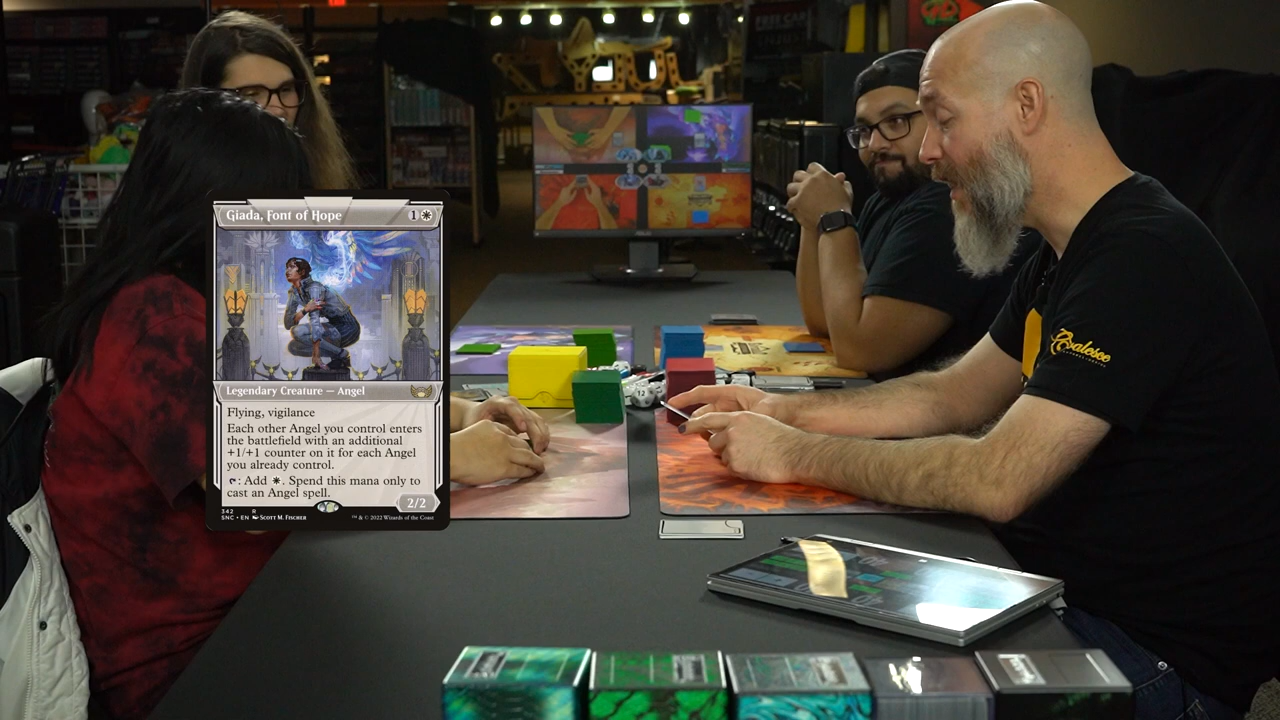 Giada, Font of Hope
1
Legendary Creature — Angel
Flying, vigilance
Each other Angel you control enters
the battlefield with an additional
+1/+1 counter on it for each Angel
you already control.
: Add . Spend this mana only to
cast an Angel spell.
2/2
342 R
SNC • EN Scott M. Fischer ™ & © 2022 Wizards of the Coast
Coalesce
12